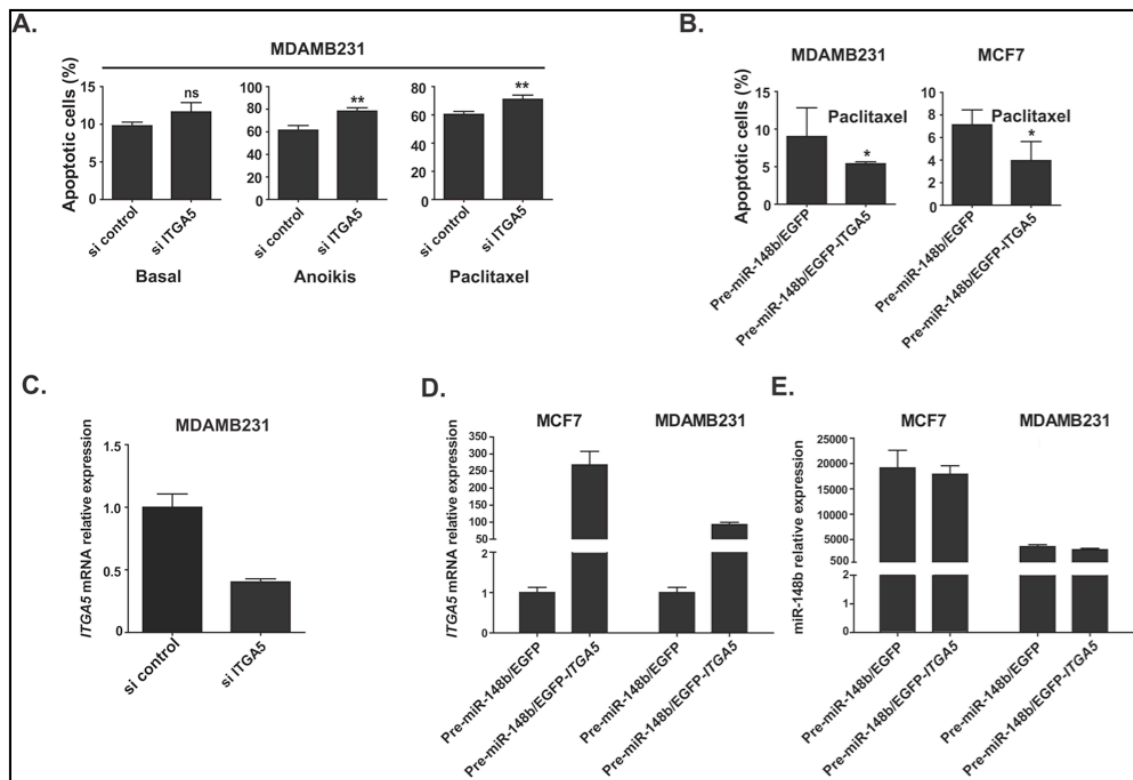 A.
MDAMB231
Apoptotic cells (%)
15
10
5
0
ns
si control
si ITGA5
Basal
100
80
60
40
20
0
**
si control
si ITGA5
Anoikis
80
60
40
20
0
**
si control
si ITGA5
Paclitaxel
B.
MDAMB231
Apoptotic cells (%)
15
10
5
0
Paclitaxel
*
Pre-miR-148b/EGFP
Pre-miR-148b/EGFP-ITGA5
MCF7
10
8
6
4
2
0
Paclitaxel
*
Pre-miR-148b/EGFP
Pre-miR-148b/EGFP-ITGA5
C.
MDAMB231
ITGA5 mRNA relative expression
1.5
1.0
0.5
0
si control
si ITGA5
D.
MCF7
MDAMB231
ITGA5 mRNA relative expression
350
300
250
200
150
100
50
2
1
0
Pre-miR-148b/EGFP
Pre-miR-148b/EGFP-ITGA5
Pre-miR-148b/EGFP
Pre-miR-148b/EGFP-ITGA5
E.
MCF7
MDAMB231
miR-148b relative expression
25000
20000
15000
10000
5000
500
2
1
0
Pre-miR-148b/EGFP
Pre-miR-148b/EGFP-ITGA5
Pre-miR-148b/EGFP
Pre-miR-148b/EGFP-ITGA5